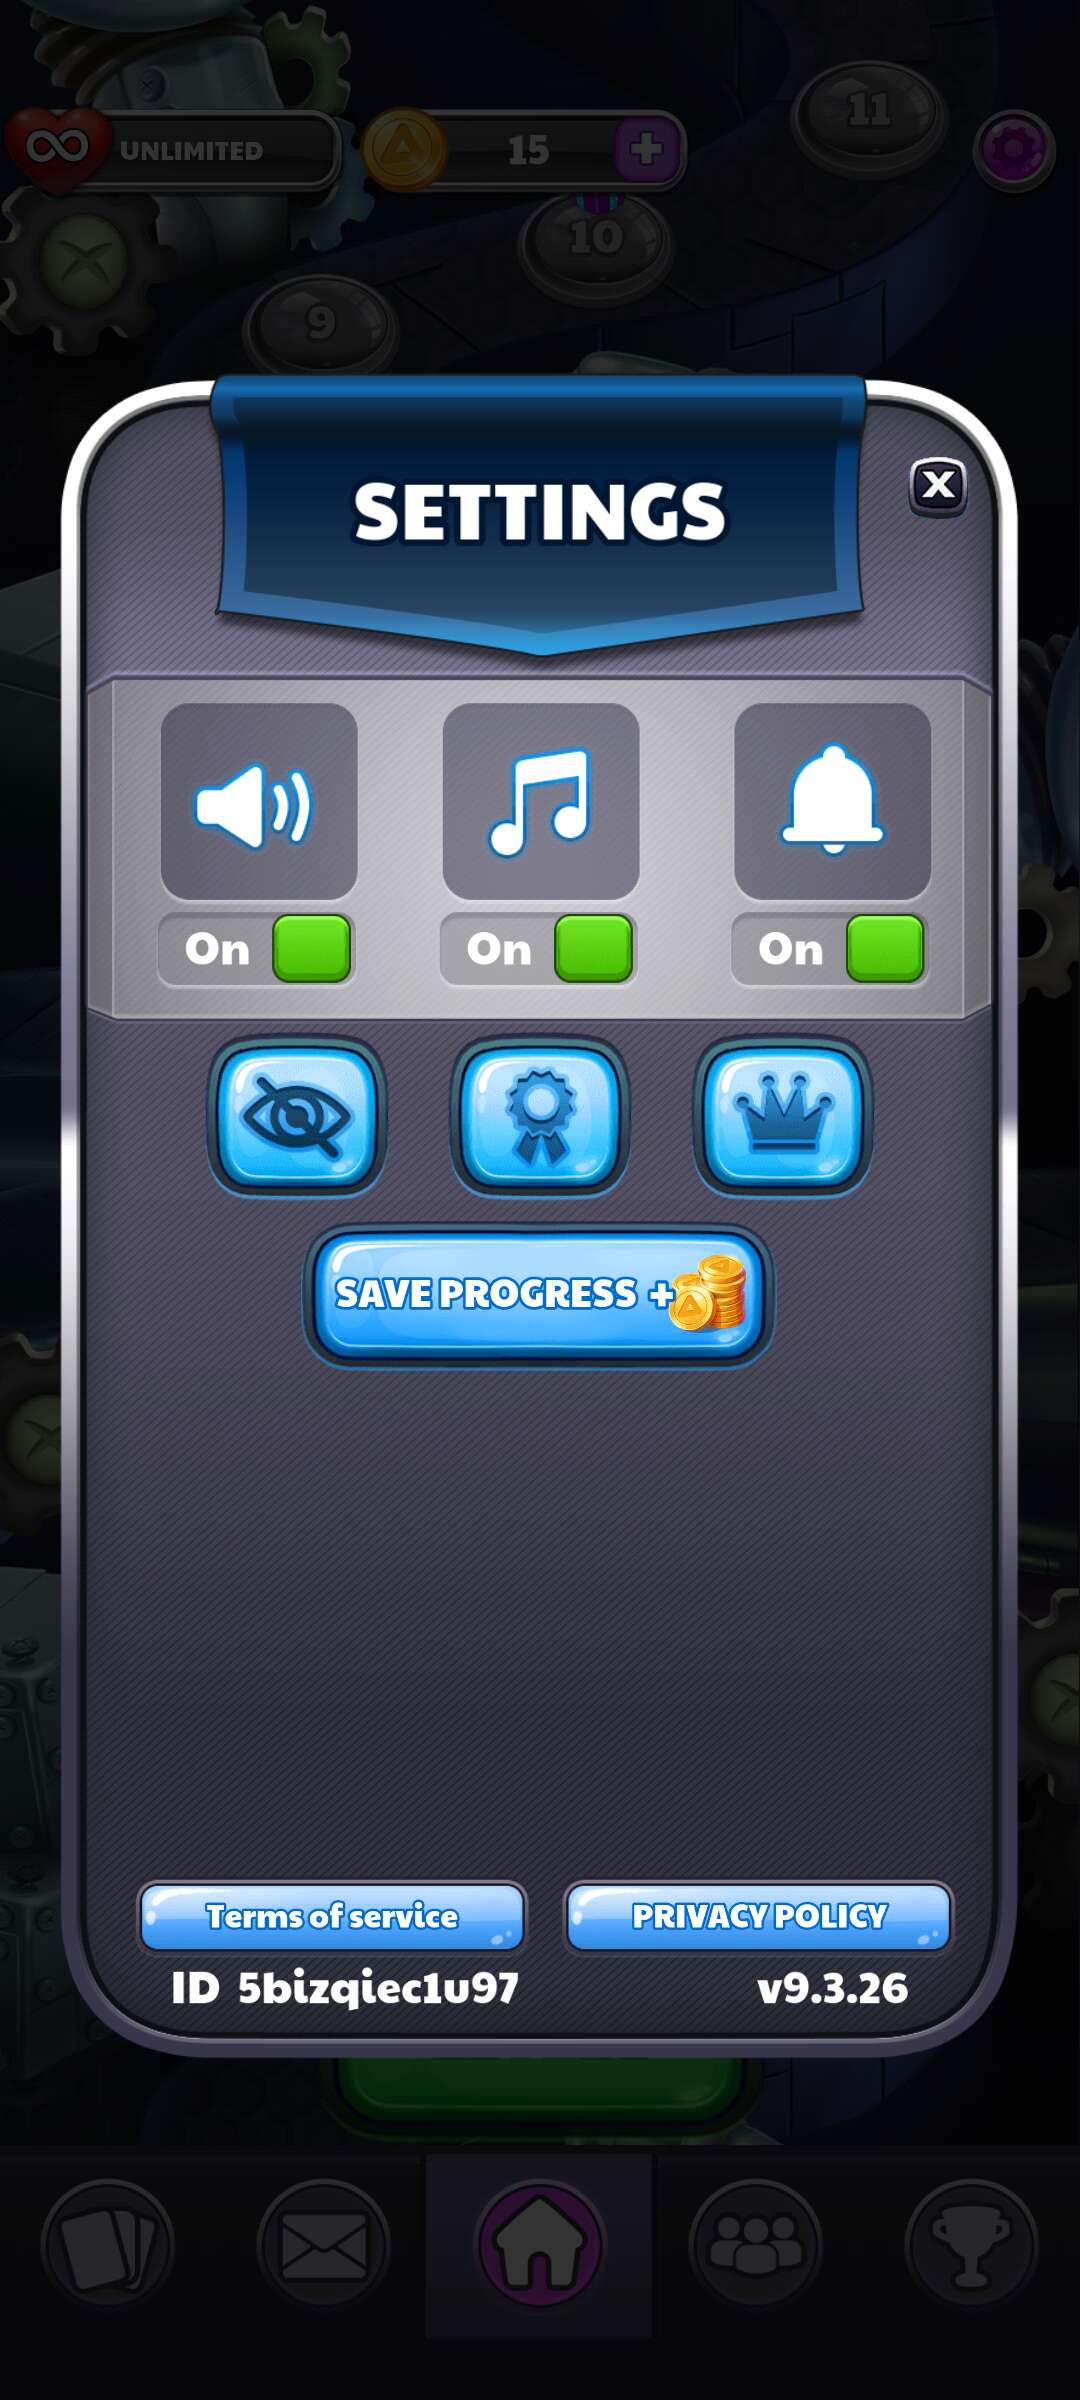 UNLIMITED
15
11
10
9
SETTINGS
On
On
On
SAVE PROGRESS +
Terms of service
PRIVACY POLICY
ID 5bizqiec1u97
v9.3.26